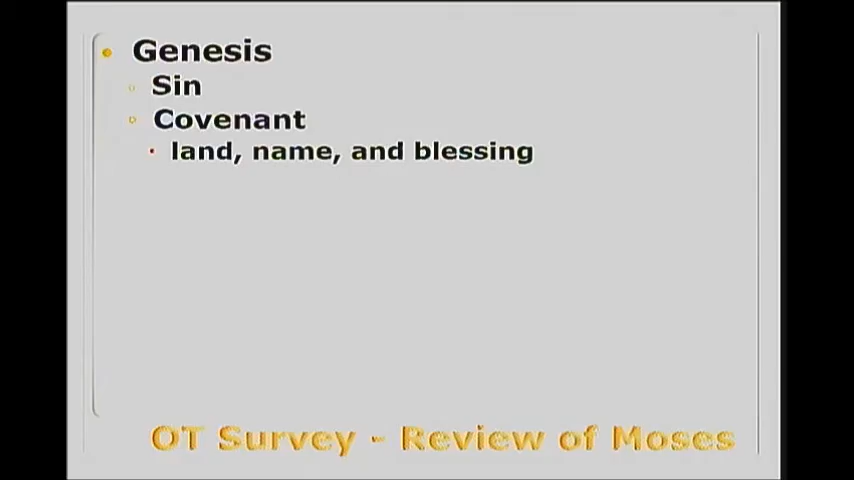 Genesis
Sin
Covenant
land, name, and blessing
OT Survey - Review of Moses